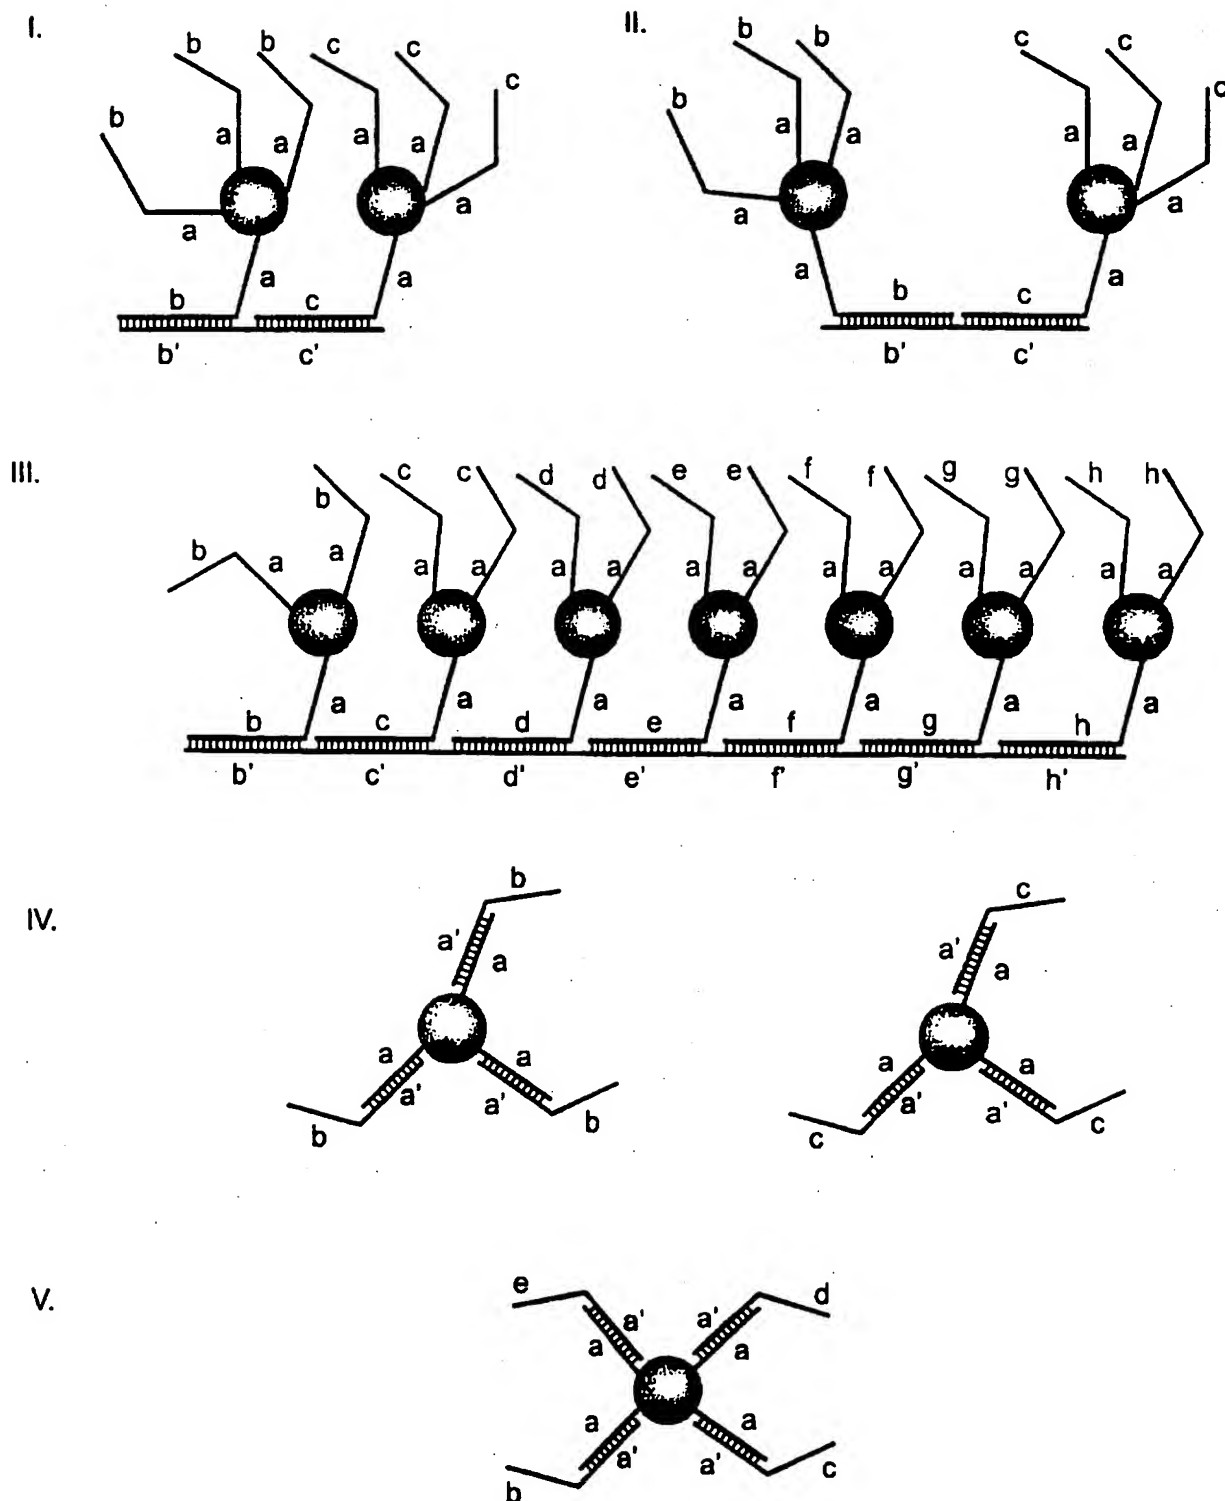 I. II.
b b c c c b b c c c
b b
a a a a a a a a
a a a a
a a a a
b c b c
b' c' b' c'
III.
b c c d d e e f f g g h h
b a a a a a a a a a a a a a a
a a a a a a a
b c d e f g h
b' c' d' e' f' g' h'
IV.
b c
a' a a' a
a a a a
a' a' a' a'
b b c c
V.
e d
a' a'
a a
a a
a' a'
b c